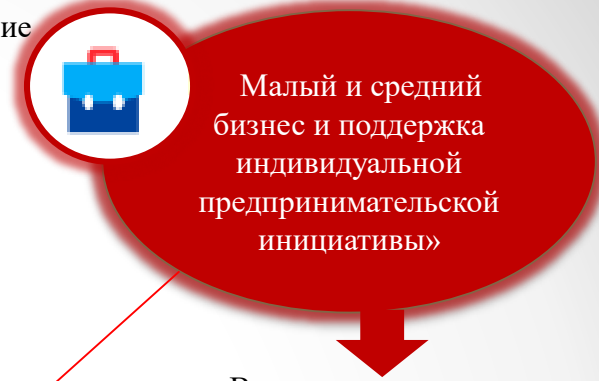 ие
Малый и средний
бизнес и поддержка
индивидуальной
предпринимательской
инициативы»